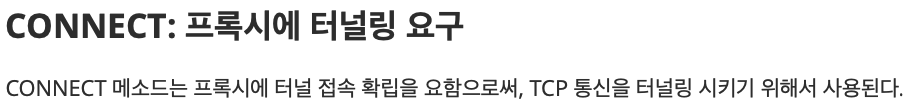 CONNECT: 프록시에 터널링 요구
CONNECT 메소드는 프록시에 터널 접속 확립을 요함으로써, TCP 통신을 터널링 시키기 위해서 사용된다.